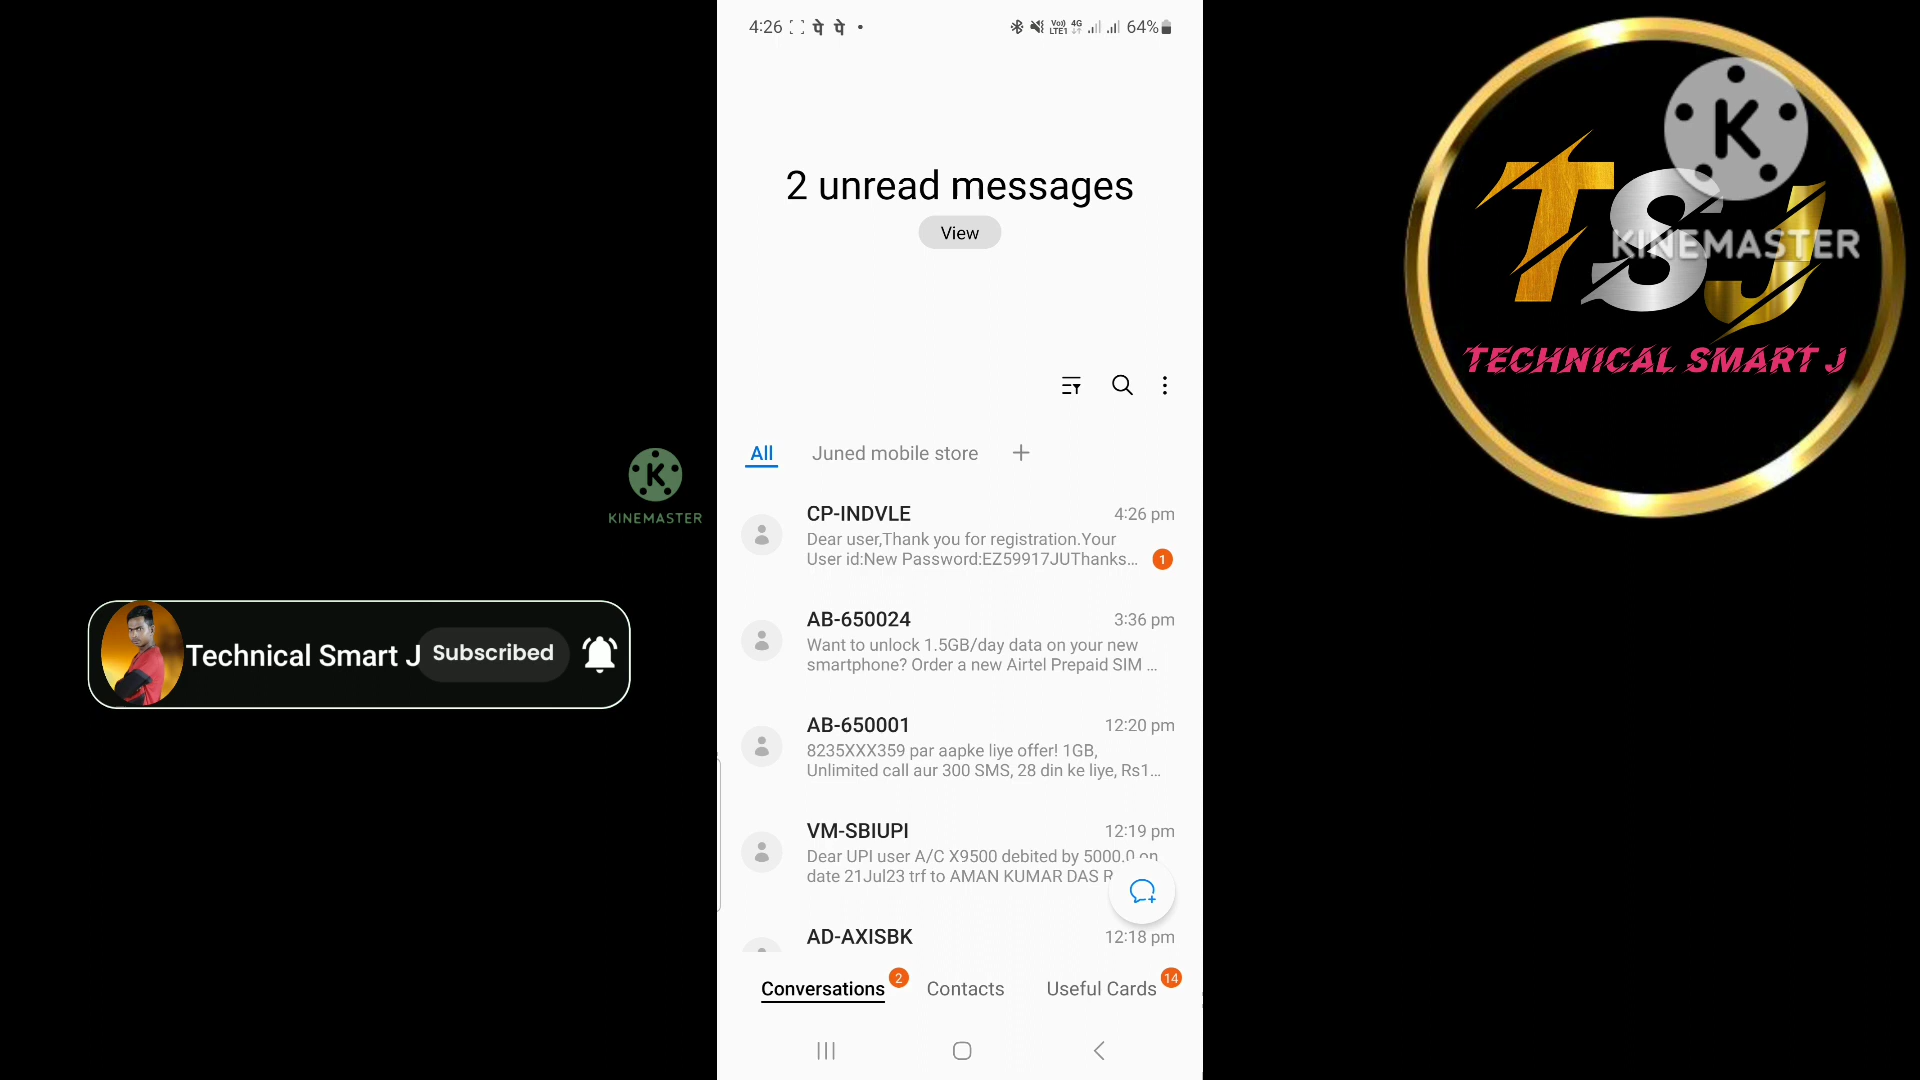 4:26 पे पे
Vo)) LTE1 4G 64%
2 unread messages
View
All Juned mobile store
CP-INDVLE 4:26 pm
Dear user,Thank you for registration.Your
User id:New Password:EZ59917JUThanks... 1
AB-650024 3:36 pm
Want to unlock 1.5GB/day data on your new
smartphone? Order a new Airtel Prepaid SIM ...
AB-650001 12:20 pm
8235XXX359 par aapke liye offer! 1GB,
Unlimited call aur 300 SMS, 28 din ke liye, Rs1...
VM-SBIUPI 12:19 pm
Dear UPI user A/C X9500 debited by 5000.0 on
date 21Jul23 trf to AMAN KUMAR DAS R
AD-AXISBK 12:18 pm
Conversations 2 Contacts Useful Cards 14
K
KINEMASTER
Technical Smart J Subscribed
K
TSJ
KINEMASTER
TECHNICAL SMART J